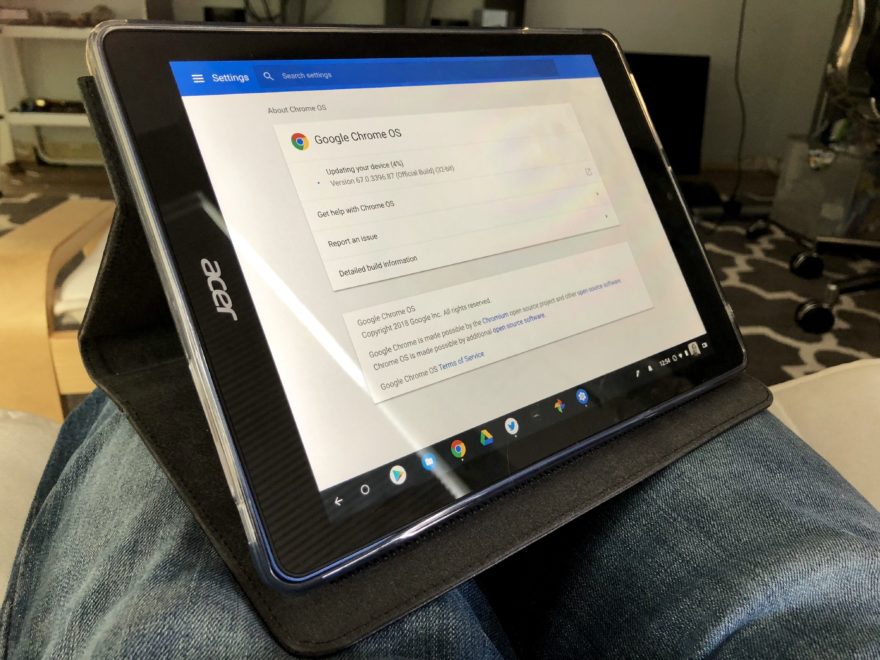 Settings
Search settings
About Chrome OS
Google Chrome OS
Updating your device (4%)
Version 67.0.3396.87 (Official Build) (32-bit)
Get help with Chrome OS
Report an issue
Detailed build information
Google Chrome OS
Copyright 2018 Google Inc. All rights reserved.
Google Chrome is made possible by the Chromium open source project and other open source software.
Chrome OS is made possible by additional open source software.
Google Chrome OS Terms of Service
acer
12:54